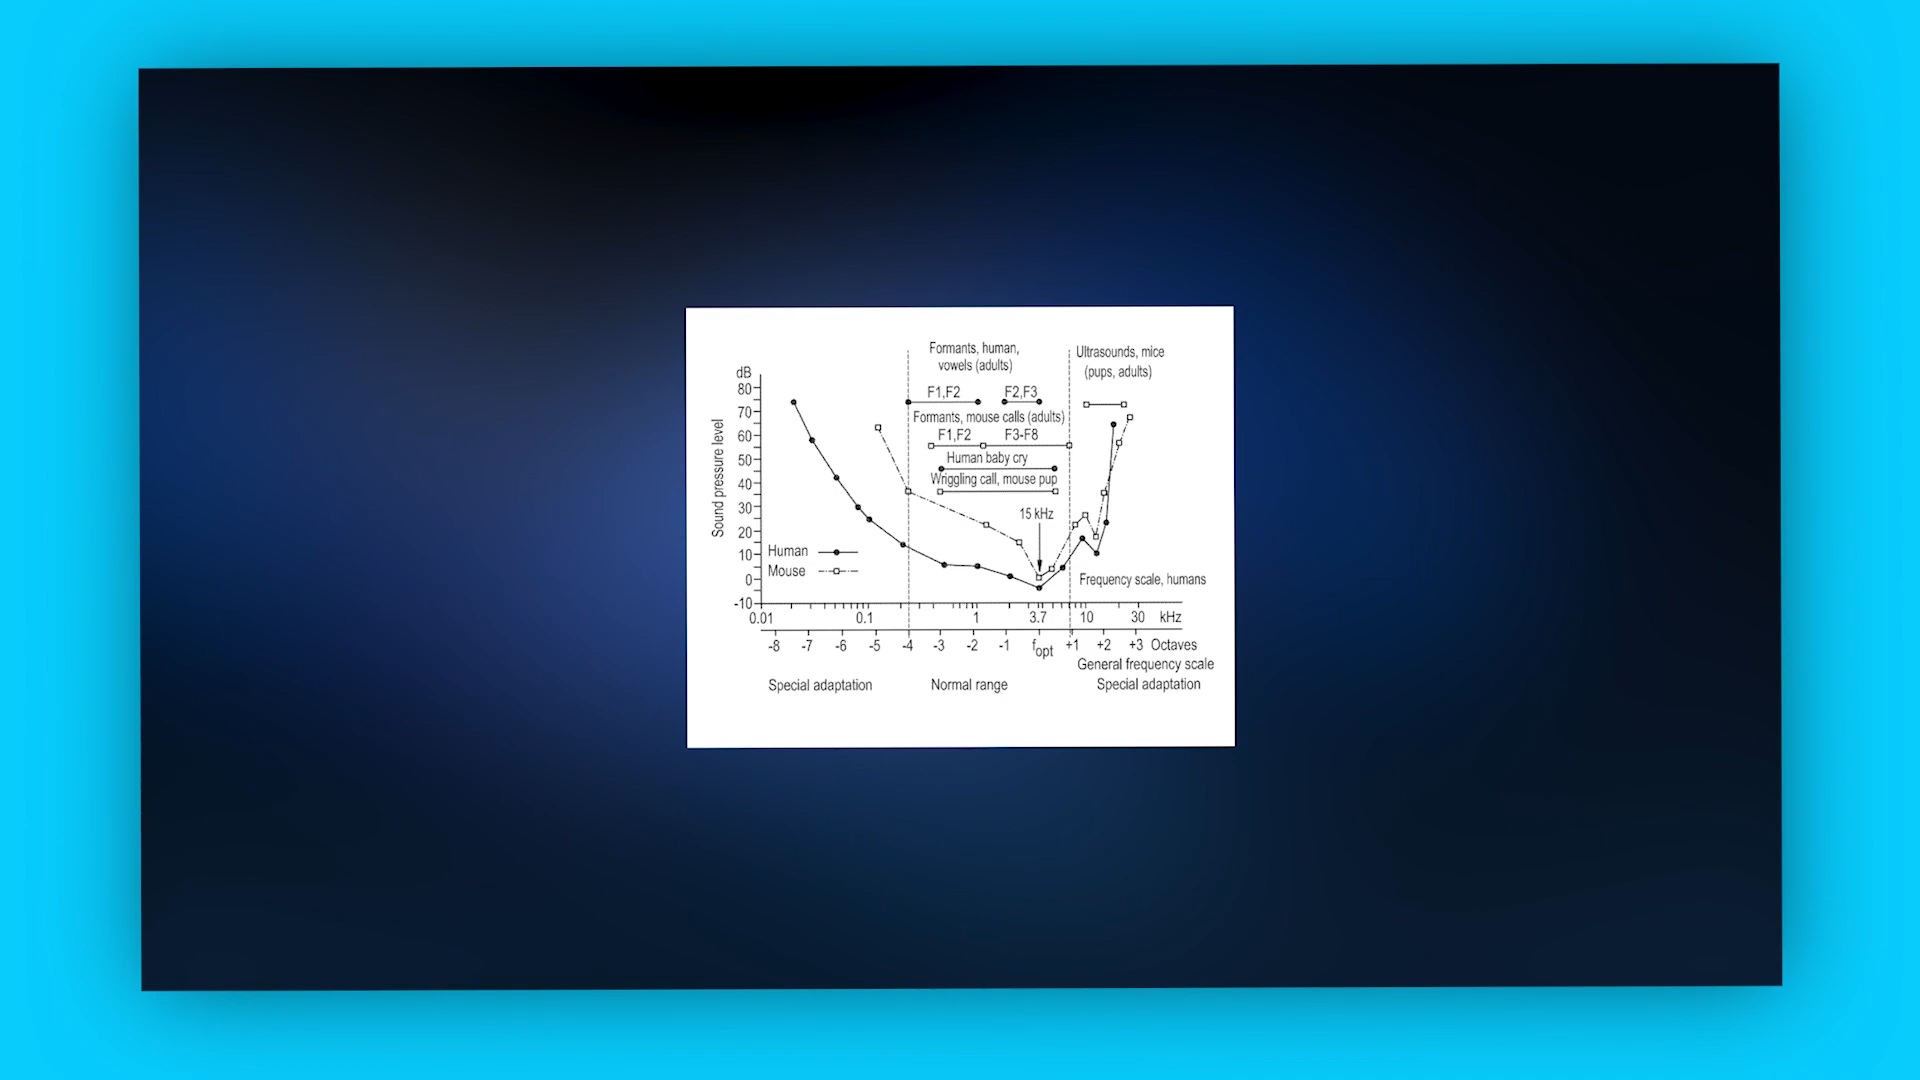 Formants, human,
vowels (adults)
Ultrasounds, mice
(pups, adults)
dB
80
70
60
50
40
30
20
10
0
-10
Sound pressure level
F1,F2
F2,F3
Formants, mouse calls (adults)
F1,F2
F3-F8
Human baby cry
Wriggling call, mouse pup
15 kHz
Human
Mouse
Frequency scale, humans
0.01 0.1 1 3.7 10 30 kHz
-8 -7 -6 -5 -4 -3 -2 -1 fopt +1 +2 +3 Octaves
General frequency scale
Special adaptation
Normal range
Special adaptation